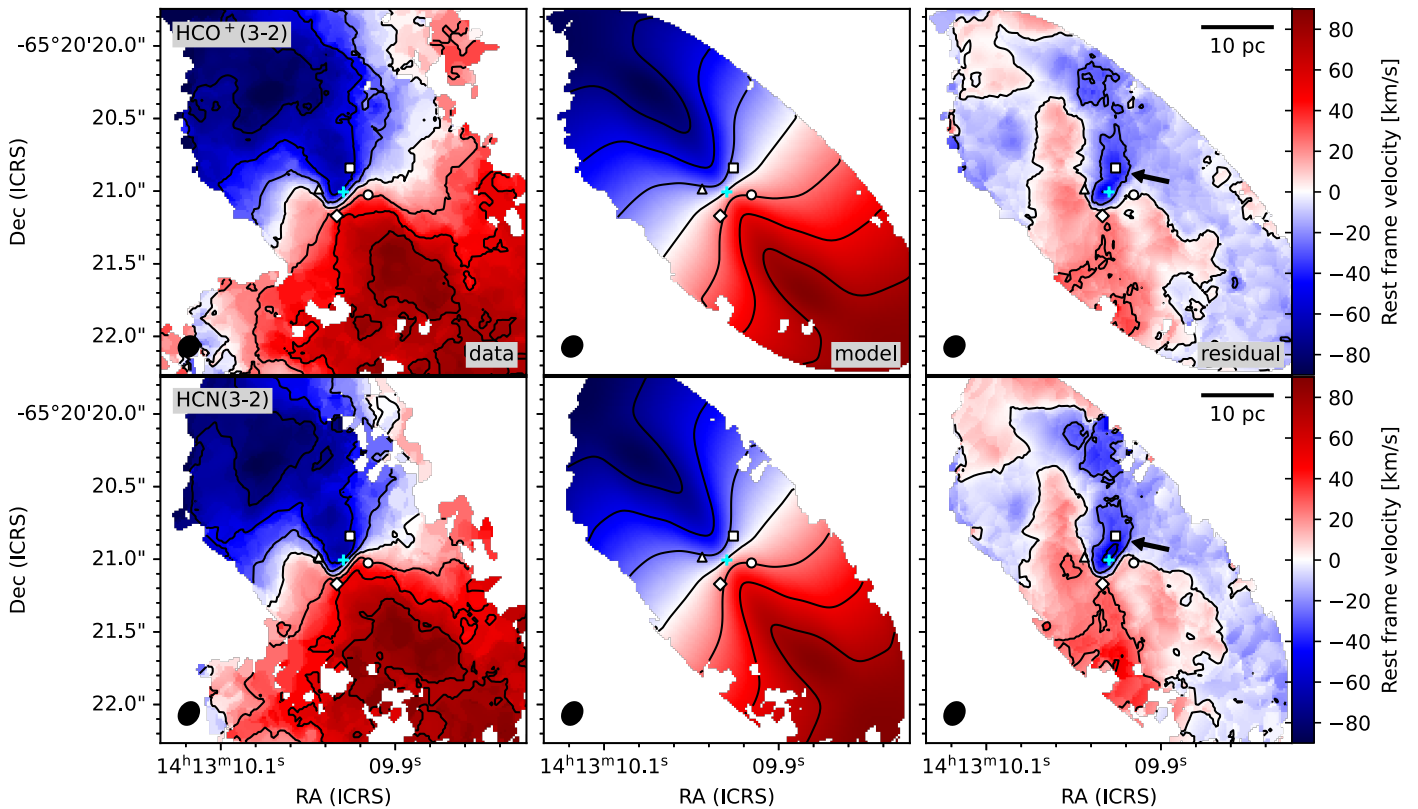 HCO⁺(3-2)
10 pc
-65°20'20.0"
20.5"
21.0"
21.5"
22.0"
Dec (ICRS)
data
model
residual
80
60
40
20
0
−20
−40
−60
−80
Rest frame velocity [km/s]
HCN(3-2)
10 pc
-65°20'20.0"
20.5"
21.0"
21.5"
22.0"
Dec (ICRS)
80
60
40
20
0
−20
−40
−60
−80
Rest frame velocity [km/s]
14ʰ13ᵐ10.1ˢ 09.9ˢ
14ʰ13ᵐ10.1ˢ 09.9ˢ
14ʰ13ᵐ10.1ˢ 09.9ˢ
RA (ICRS)
RA (ICRS)
RA (ICRS)